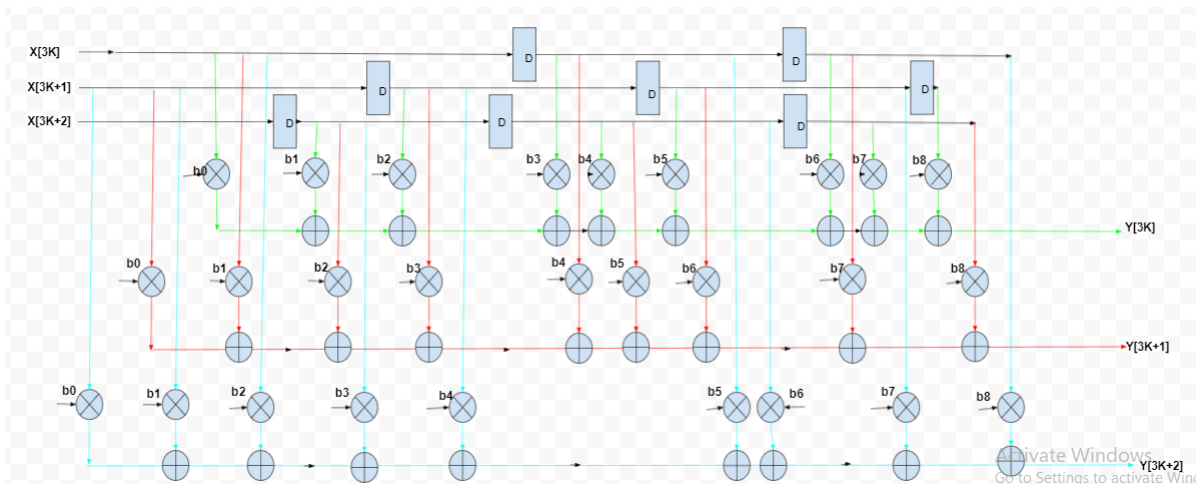 X[3K]
D
D
X[3K+1]
D
D
D
X[3K+2]
D
D
D
b0
b1
b2
b3
b4
b5
b6
b7
b8
Y[3K]
b0
b1
b2
b3
b4
b5
b6
b7
b8
Y[3K+1]
b0
b1
b2
b3
b4
b5
b6
b7
b8
Activate Windows
Y[3K+2]
Go to Settings to activate Win